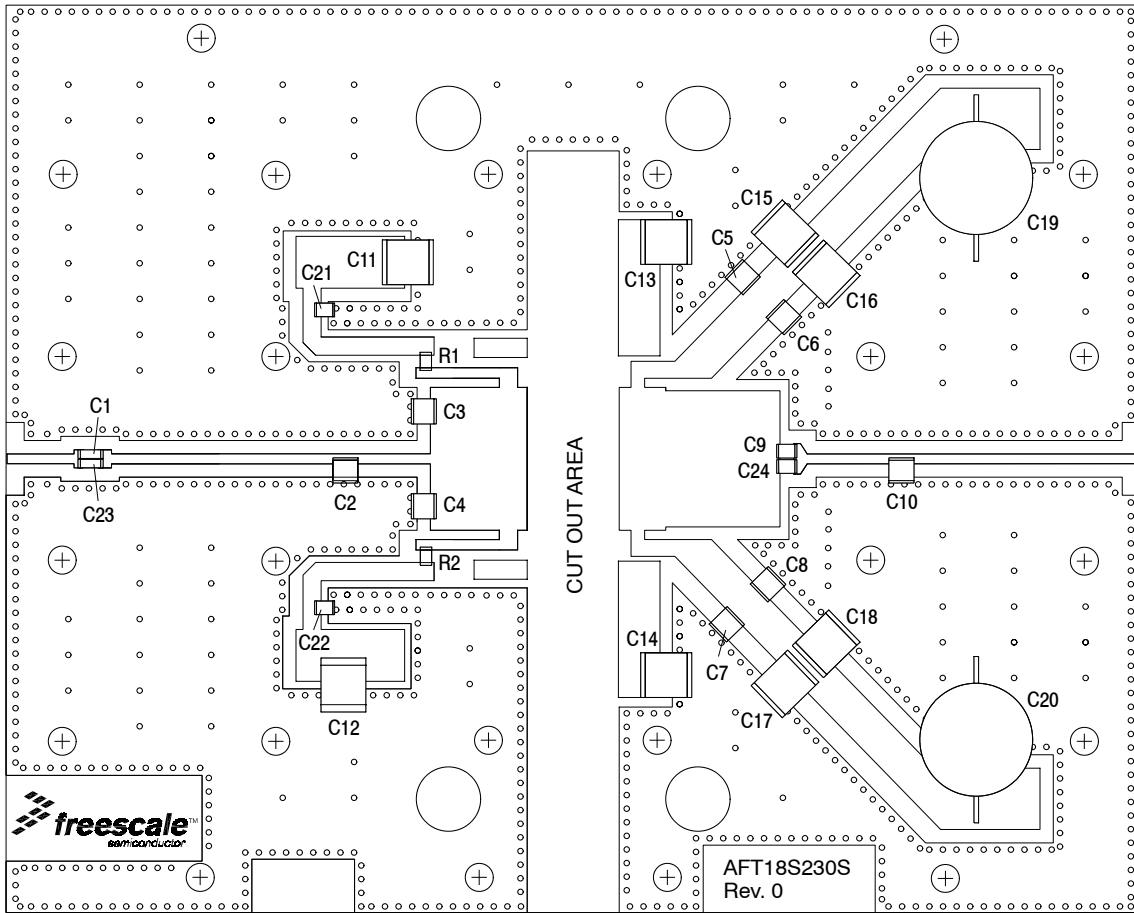 C15
C5
C19
C11
C13
C21
C16
C6
R1
C1
C3
C9
C24
C23
C2
C4
C10
CUT OUT AREA
R2
C8
C22
C14
C18
C7
C12
C17
C20
freescale™
semiconductor
AFT18S230S
Rev. 0